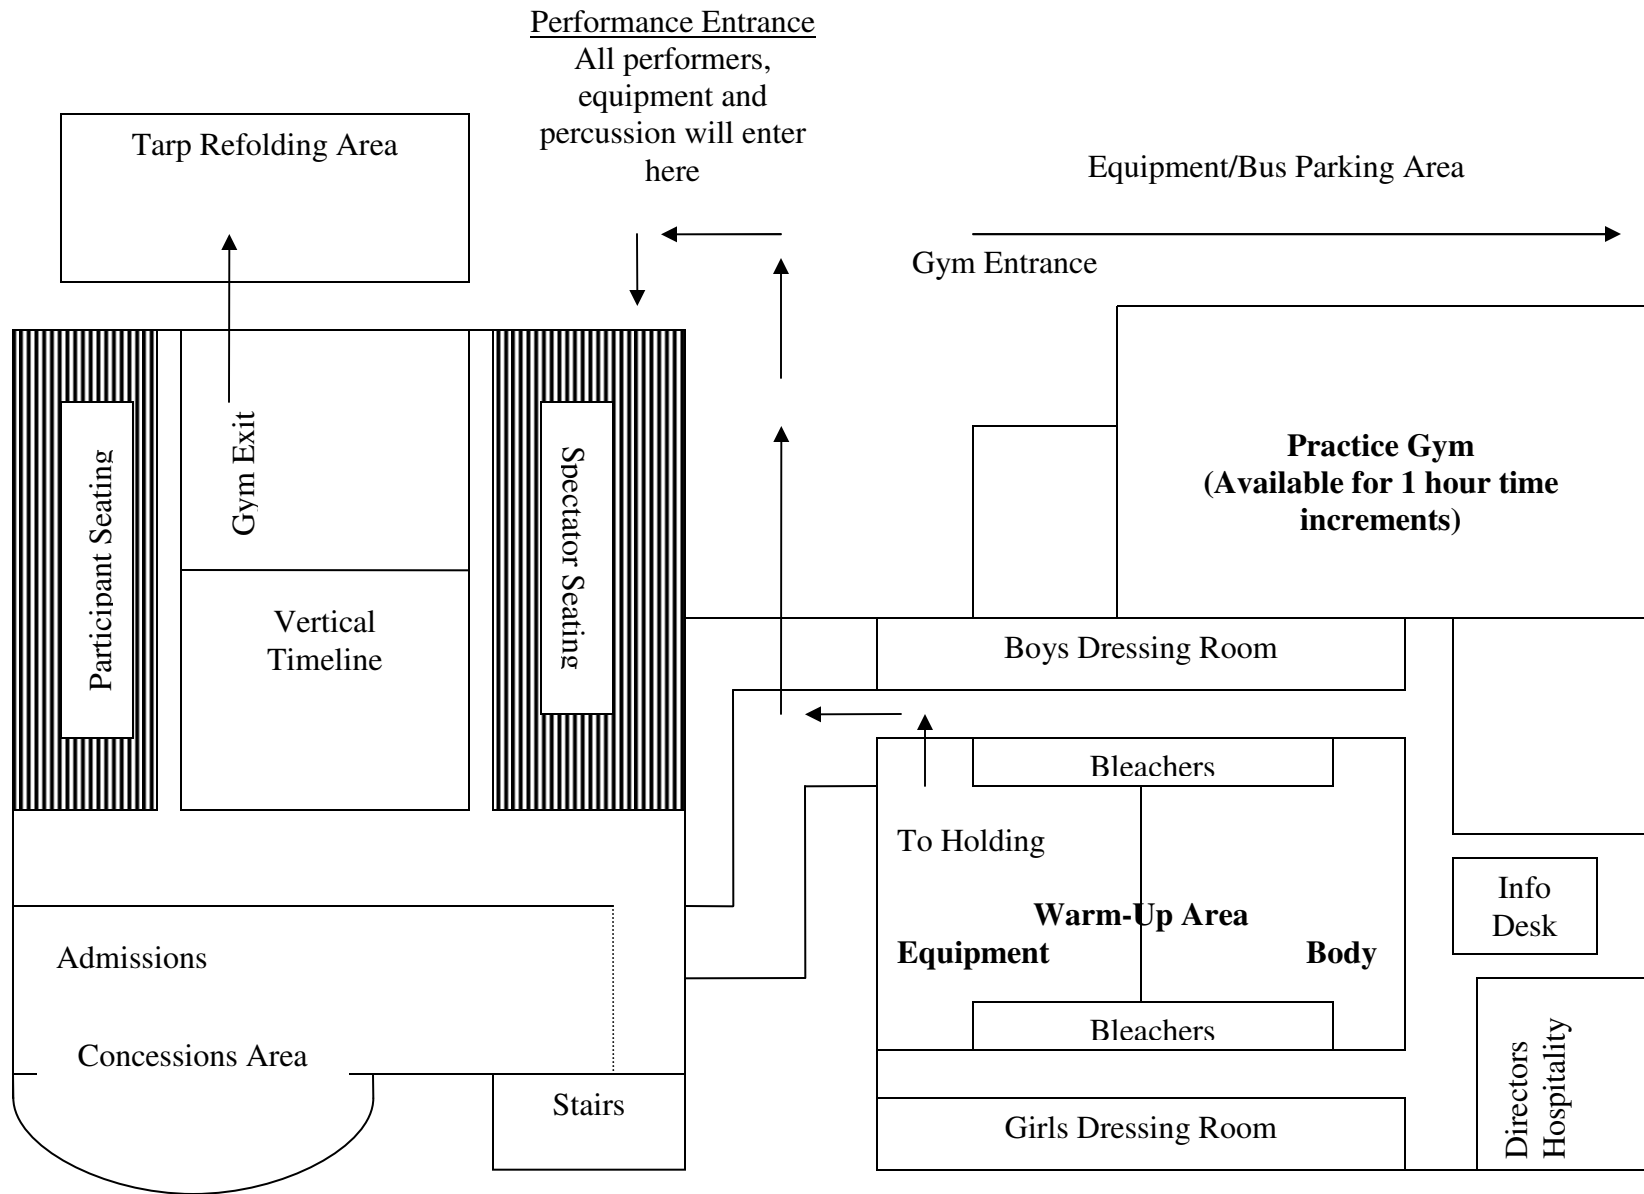 Performance Entrance
All performers,
equipment and
percussion will enter
here
Tarp Refolding Area
Equipment/Bus Parking Area
Gym Entrance
Gym Exit
Participant Seating
Spectator Seating
Vertical
Timeline
Practice Gym
(Available for 1 hour time
increments)
Boys Dressing Room
Bleachers
To Holding
Warm-Up Area
Equipment
Body
Bleachers
Info
Desk
Admissions
Concessions Area
Stairs
Girls Dressing Room
Directors
Hospitality